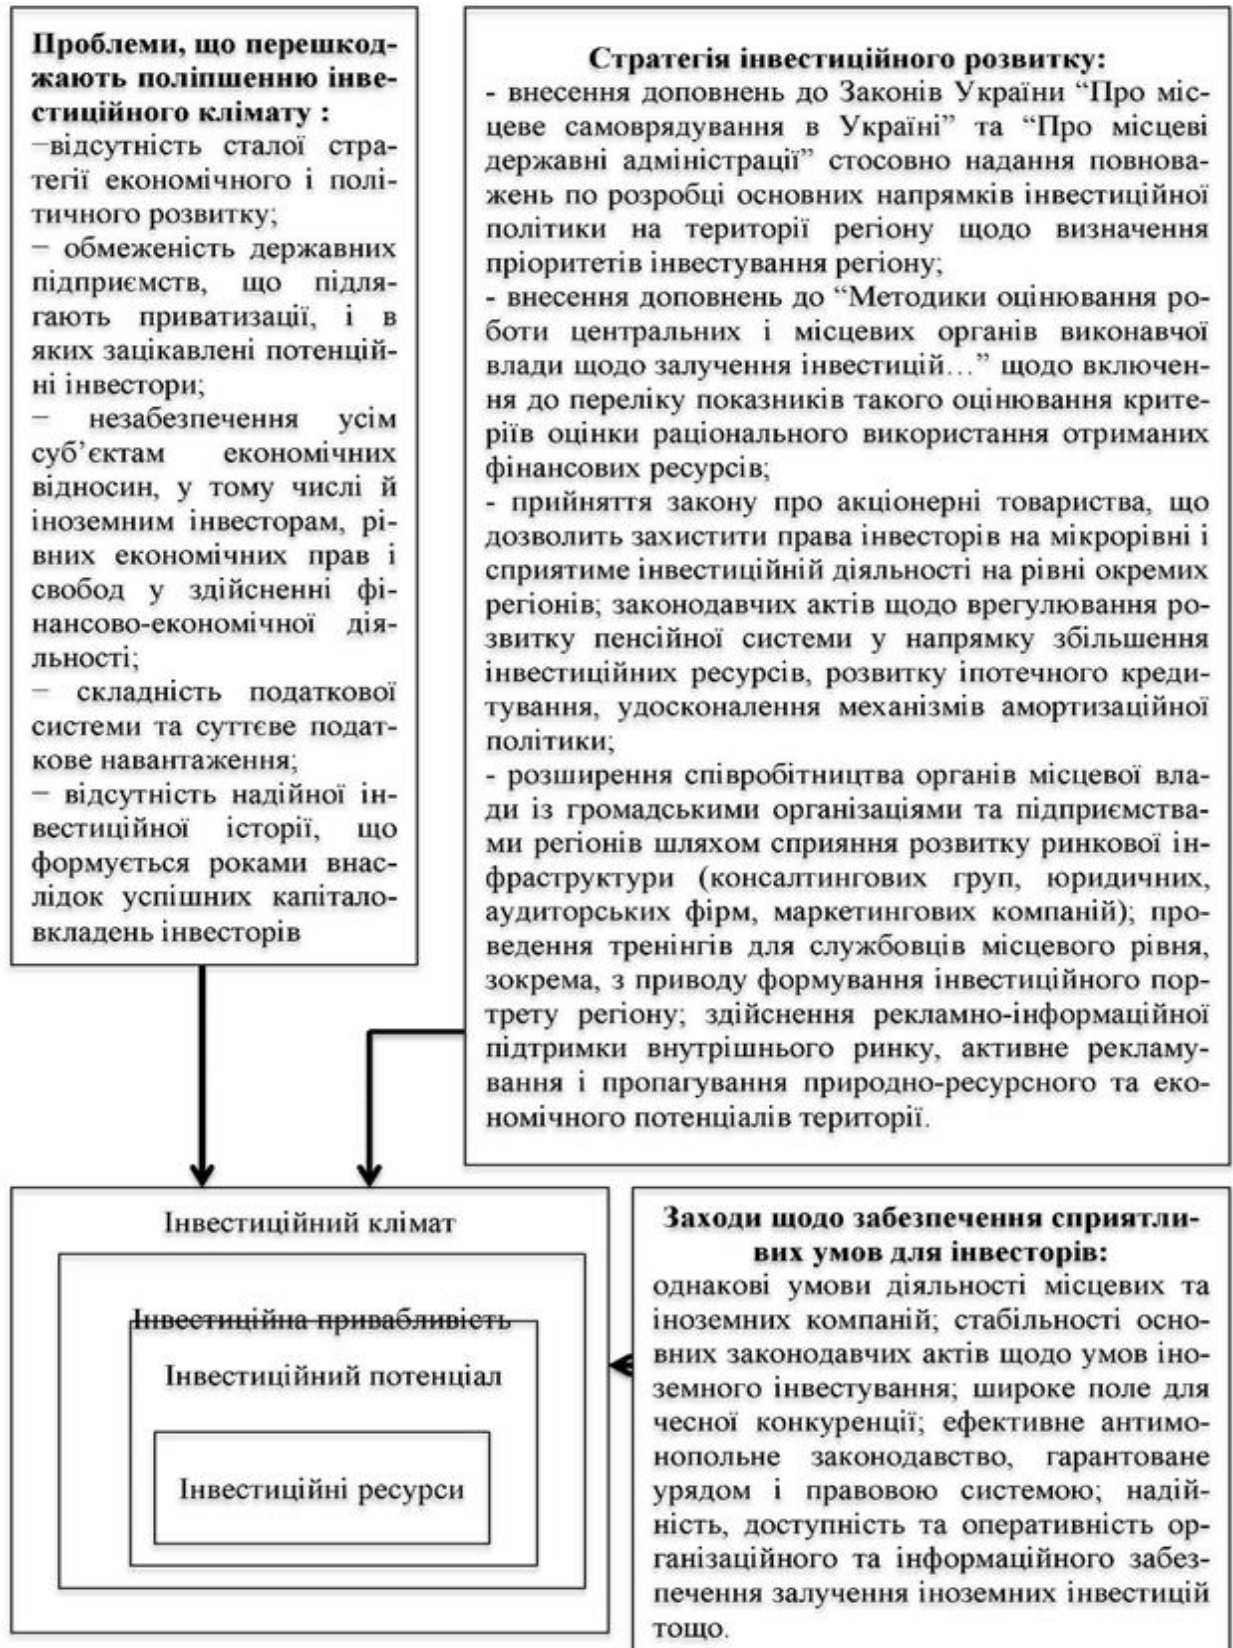 Проблеми, що перешкод-
жають поліпшенню інве-
стиційного клімату :
−відсутність сталої стра-
тегії економічного і полі-
тичного розвитку;
− обмеженість державних
підприємств, що підля-
гають приватизації, і в
яких зацікавлені потенцій-
ні інвестори;
− незабезпечення усім
суб’єктам економічних
відносин, у тому числі й
іноземним інвесторам, рі-
вних економічних прав і
свобод у здійсненні фі-
нансово-економічної дія-
льності;
− складність податкової
системи та суттєве подат-
кове навантаження;
− відсутність надійної ін-
вестиційної історії, що
формується роками внас-
лідок успішних капітало-
вкладень інвесторів
Стратегія інвестиційного розвитку:
- внесення доповнень до Законів України “Про міс-
цеве самоврядування в Україні” та “Про місцеві
державні адміністрації” стосовно надання повнова-
жень по розробці основних напрямків інвестиційної
політики на території регіону щодо визначення
пріоритетів інвестування регіону;
- внесення доповнень до “Методики оцінювання ро-
боти центральних і місцевих органів виконавчої
влади щодо залучення інвестицій…” щодо включен-
ня до переліку показників такого оцінювання крите-
ріїв оцінки раціонального використання отриманих
фінансових ресурсів;
- прийняття закону про акціонерні товариства, що
дозволить захистити права інвесторів на мікрорівні і
сприятиме інвестиційній діяльності на рівні окремих
регіонів; законодавчих актів щодо врегулювання ро-
звитку пенсійної системи у напрямку збільшення
інвестиційних ресурсів, розвитку іпотечного креди-
тування, удосконалення механізмів амортизаційної
політики;
- розширення співробітництва органів місцевої вла-
ди із громадськими організаціями та підприємства-
ми регіонів шляхом сприяння розвитку ринкової ін-
фраструктури (консалтингових груп, юридичних,
аудиторських фірм, маркетингових компаній); про-
ведення тренінгів для службовців місцевого рівня,
зокрема, з приводу формування інвестиційного пор-
трету регіону; здійснення рекламно-інформаційної
підтримки внутрішнього ринку, активне рекламу-
вання і пропагування природно-ресурсного та еко-
номічного потенціалів території.
Інвестиційний клімат
Інвестиційна привабливість
Інвестиційний потенціал
Інвестиційні ресурси
Заходи щодо забезпечення сприятли-
вих умов для інвесторів:
однакові умови діяльності місцевих та
іноземних компаній; стабільності осно-
вних законодавчих актів щодо умов іно-
земного інвестування; широке поле для
чесної конкуренції; ефективне антимо-
нопольне законодавство, гарантоване
урядом і правовою системою; надій-
ність, доступність та оперативність ор-
ганізаційного та інформаційного забез-
печення залучення іноземних інвестицій
тощо.